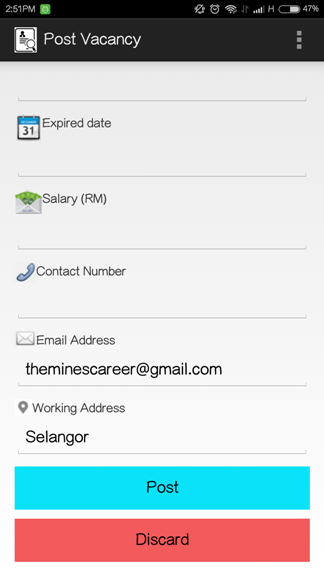 2:51PM
H
47%
Post Vacancy
31
Expired date
Salary (RM)
Contact Number
Email Address
theminescareer@gmail.com
Working Address
Selangor
Post
Discard